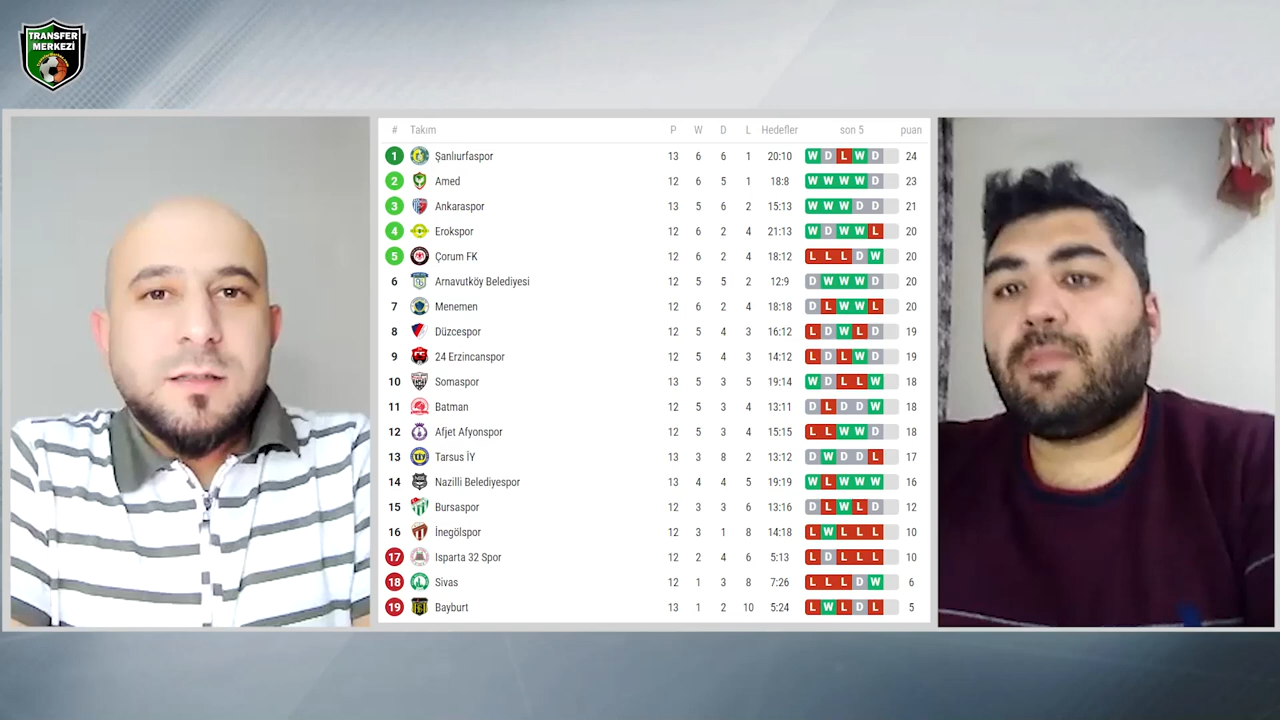 TRANSFER
MERKEZİ
# Takım P W D L Hedefler son 5 puan
1 Şanlıurfaspor 13 6 6 1 20:10 W D L W D 24
2 Amed 12 6 5 1 18:8 W W W W D 23
3 Ankaraspor 13 5 6 2 15:13 W W W D D 21
4 Erokspor 12 6 2 4 21:13 W D W W L 20
5 Çorum FK 12 6 2 4 18:12 L L L D W 20
6 Arnavutköy Belediyesi 12 5 5 2 12:9 D W W W D 20
7 Menemen 12 6 2 4 18:18 D L W W L 20
8 Düzcespor 12 5 4 3 16:12 L D W L D 19
9 24 Erzincanspor 12 5 4 3 14:12 L D L W D 19
10 Somaspor 13 5 3 5 19:14 W D L L W 18
11 Batman 12 5 3 4 13:11 D L D D W 18
12 Afjet Afyonspor 12 5 3 4 15:15 L L W W D 18
13 Tarsus İY 13 3 8 2 13:12 D W D D L 17
14 Nazilli Belediyespor 13 4 4 5 19:19 W L W W W 16
15 Bursaspor 12 3 3 6 13:16 D L W L D 12
16 İnegölspor 12 3 1 8 14:18 L W L L L 10
17 Isparta 32 Spor 12 2 4 6 5:13 L D L L L 10
18 Sivas 12 1 3 8 7:26 L L L D W 6
19 Bayburt 13 1 2 10 5:24 L W L D L 5